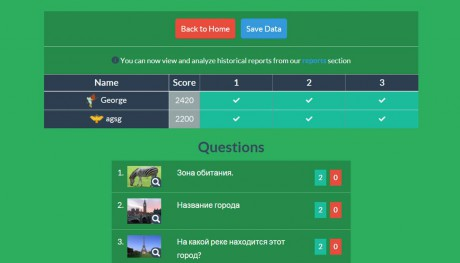 Back to Home Save Data
You can now view and analyze historical reports from our reports section
Name Score 1 2 3
George 2420
agsg 2200
Questions
1. Зона обитания. 2 0
2. Название города 2 0
3. На какой реке находится этот 2 0
город?